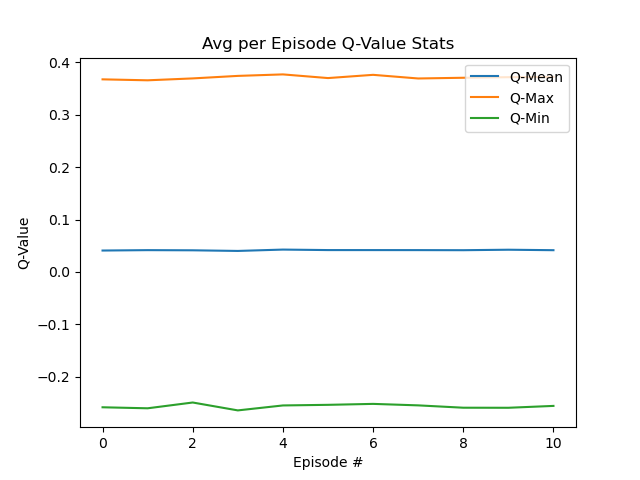 Avg per Episode Q-Value Stats
0.4
0.3
0.2
0.1
0.0
−0.1
−0.2
Q-Value
Q-Mean
Q-Max
Q-Min
0 2 4 6 8 10
Episode #